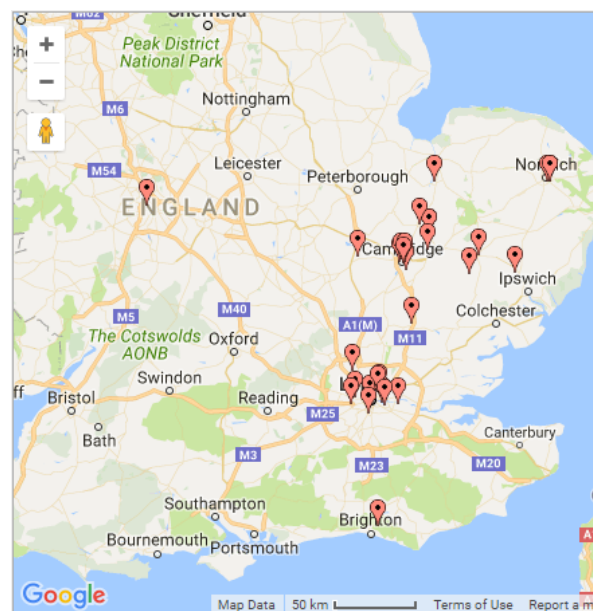 M62
Sheffield
Peak District
National Park
M6
Nottingham
M54
Leicester
Peterborough
Norwich
ENGLAND
Cambridge
Ipswich
M40
A1(M)
Colchester
M5
M11
The Cotswolds
AONB
Oxford
Swindon
Bristol
Reading
M25
Bath
Canterbury
M3
M20
M23
Southampton
Brighton
Bournemouth
Portsmouth
Google
Map Data
50 km
Terms of Use
Report a m